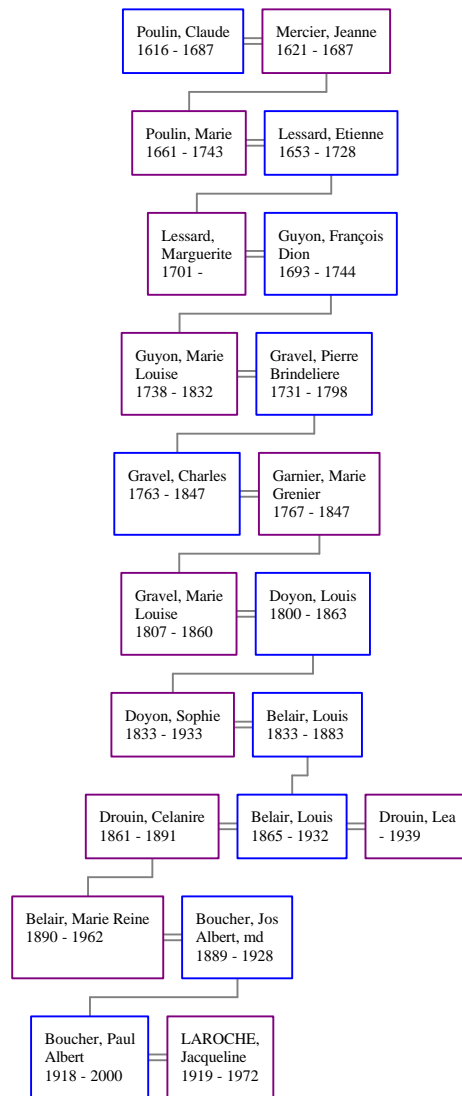 Poulin, Claude
1616 - 1687
Mercier, Jeanne
1621 - 1687
Poulin, Marie
1661 - 1743
Lessard, Etienne
1653 - 1728
Lessard,
Marguerite
1701 -
Guyon, François
Dion
1693 - 1744
Guyon, Marie
Louise
1738 - 1832
Gravel, Pierre
Brindeliere
1731 - 1798
Gravel, Charles
1763 - 1847
Garnier, Marie
Grenier
1767 - 1847
Gravel, Marie
Louise
1807 - 1860
Doyon, Louis
1800 - 1863
Doyon, Sophie
1833 - 1933
Belair, Louis
1833 - 1883
Drouin, Celanire
1861 - 1891
Belair, Louis
1865 - 1932
Drouin, Lea
- 1939
Belair, Marie Reine
1890 - 1962
Boucher, Jos
Albert, md
1889 - 1928
Boucher, Paul
Albert
1918 - 2000
LAROCHE,
Jacqueline
1919 - 1972